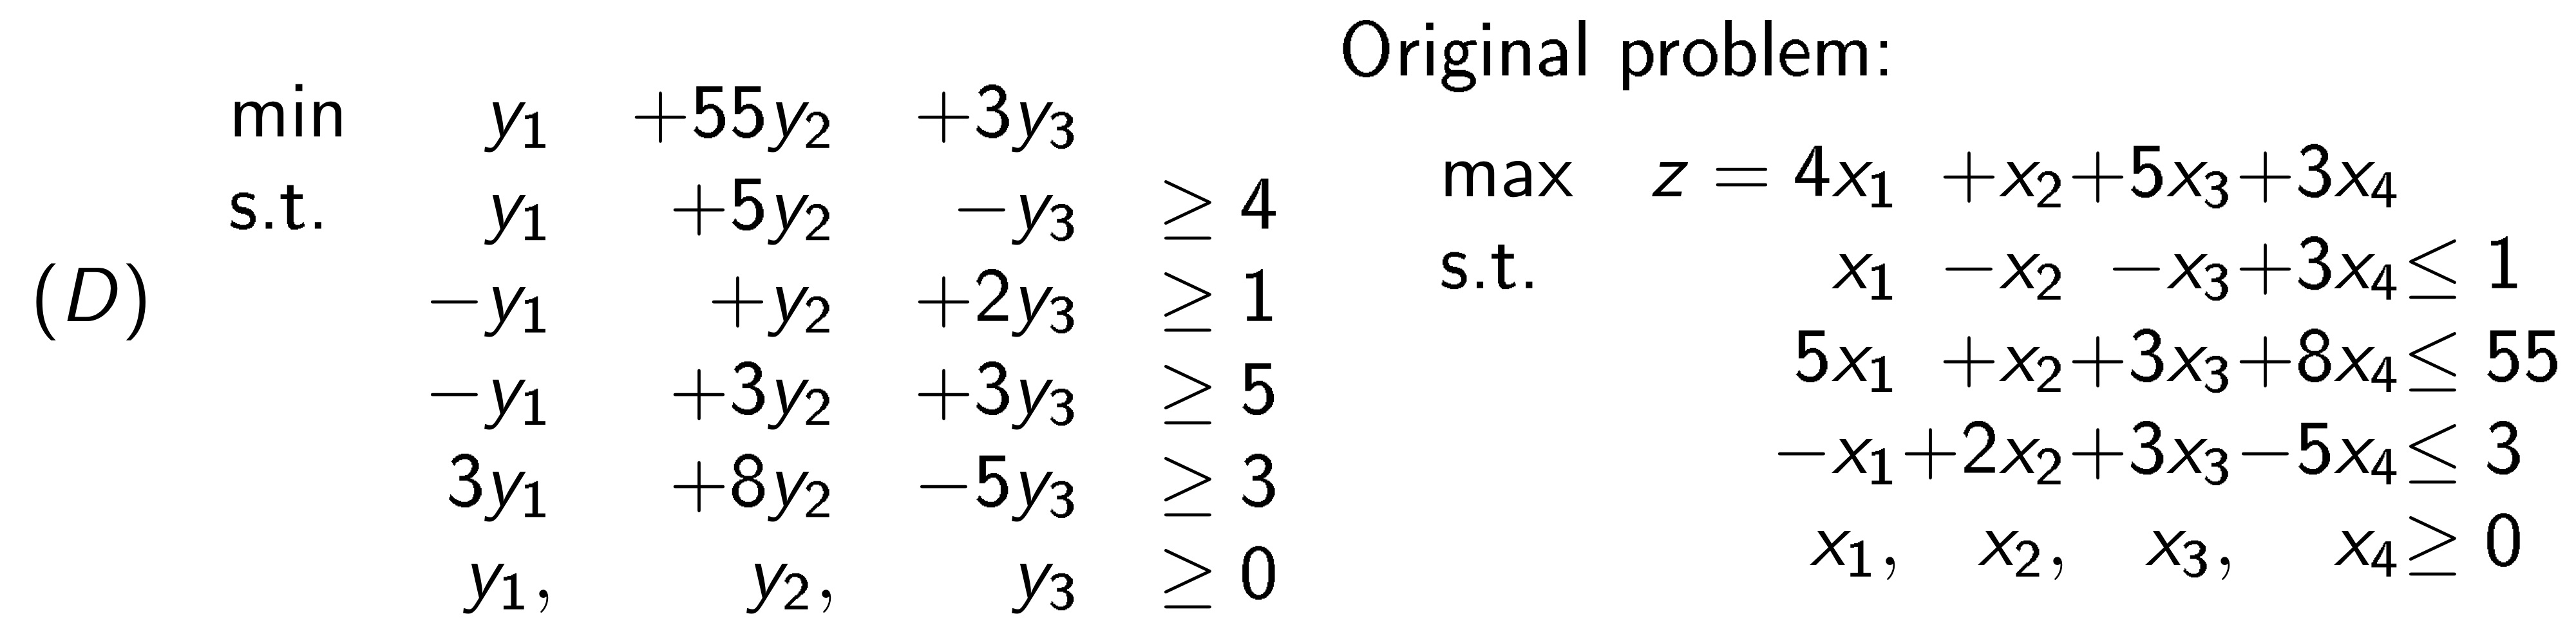 min y₁ +55y₂ +3y₃
s.t. y₁ +5y₂ −y₃ ≥ 4
−y₁ +y₂ +2y₃ ≥ 1
(D)
−y₁ +3y₂ +3y₃ ≥ 5
3y₁ +8y₂ −5y₃ ≥ 3
y₁, y₂, y₃ ≥ 0
Original problem:
max z = 4x₁ +x₂+5x₃+3x₄
s.t. x₁ −x₂ −x₃+3x₄≤ 1
5x₁ +x₂+3x₃+8x₄≤ 55
−x₁+2x₂+3x₃−5x₄≤ 3
x₁, x₂, x₃, x₄≥ 0